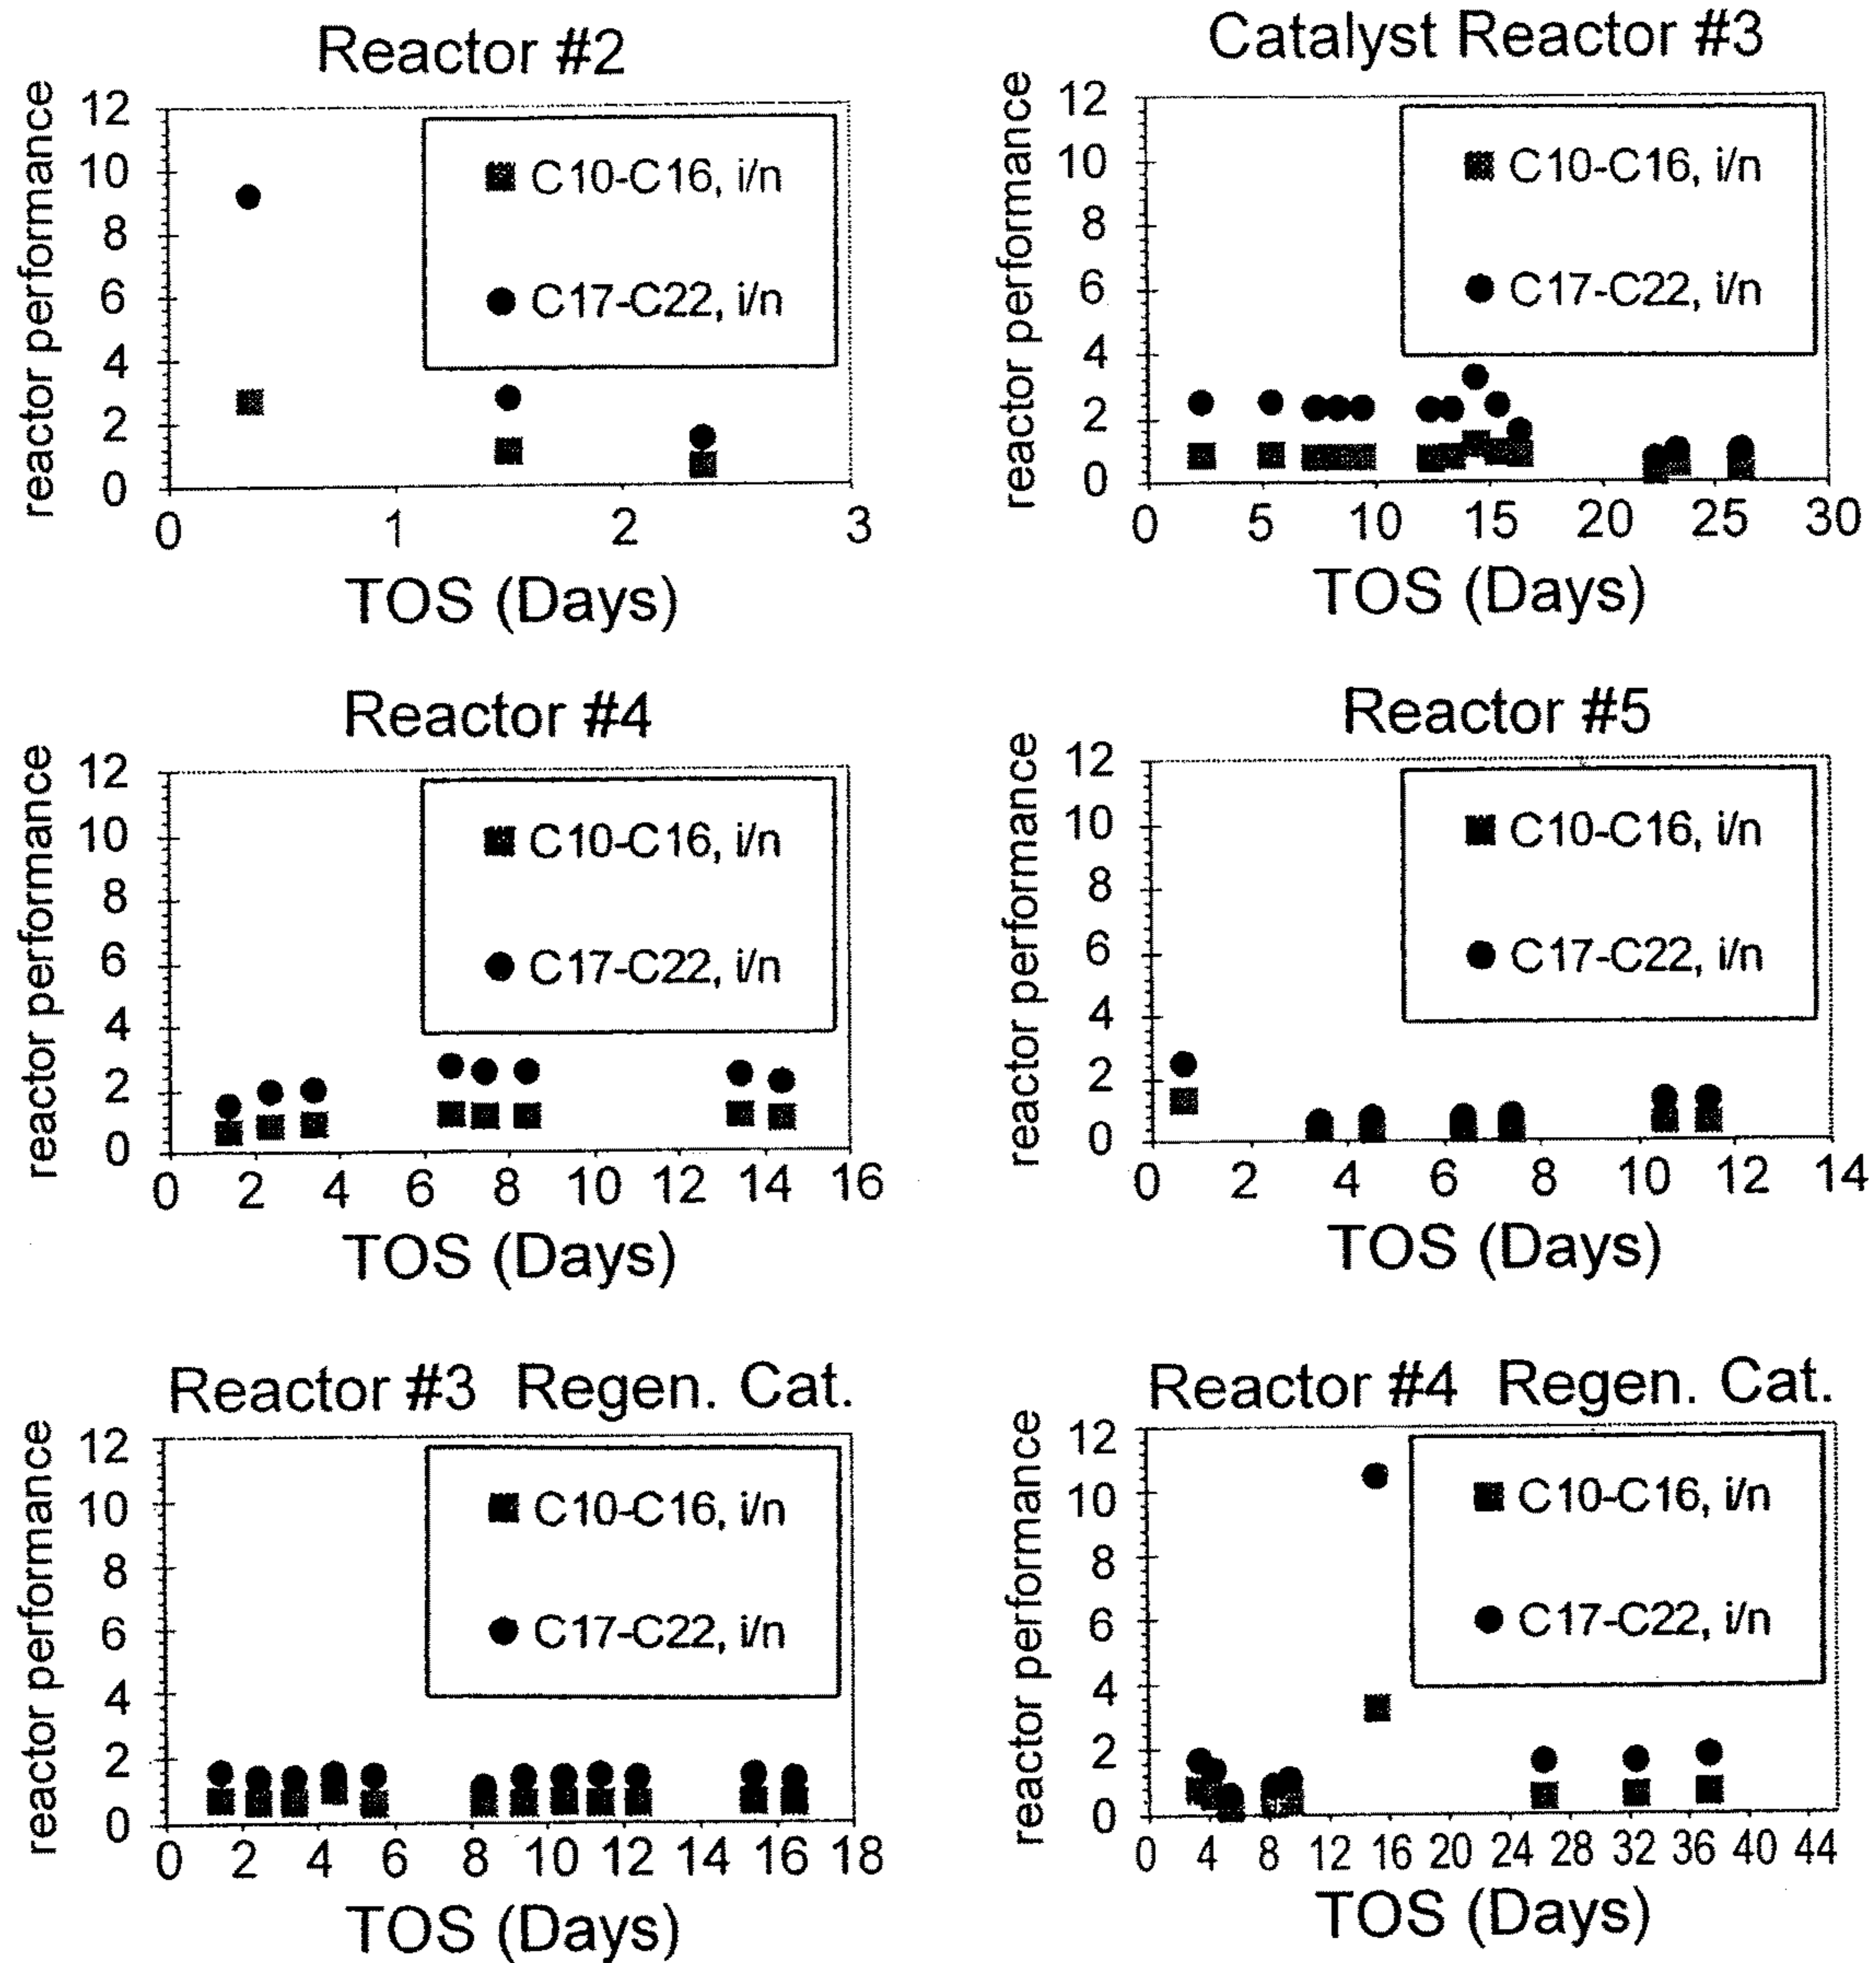 Reactor #2
reactor performance
12
10
8
6
4
2
0
C10-C16, i/n
C17-C22, i/n
0 1 2 3
TOS (Days)
Catalyst Reactor #3
reactor performance
12
10
8
6
4
2
0
C10-C16, i/n
C17-C22, i/n
0 5 10 15 20 25 30
TOS (Days)
Reactor #4
reactor performance
12
10
8
6
4
2
0
C10-C16, i/n
C17-C22, i/n
0 2 4 6 8 10 12 14 16
TOS (Days)
Reactor #5
reactor performance
12
10
8
6
4
2
0
C10-C16, i/n
C17-C22, i/n
0 2 4 6 8 10 12 14
TOS (Days)
Reactor #3 Regen. Cat.
reactor performance
12
10
8
6
4
2
0
C10-C16, i/n
C17-C22, i/n
0 2 4 6 8 10 12 14 16 18
TOS (Days)
Reactor #4 Regen. Cat.
reactor performance
12
10
8
6
4
2
0
C10-C16, i/n
C17-C22, i/n
0 4 8 12 16 20 24 28 32 36 40 44
TOS (Days)